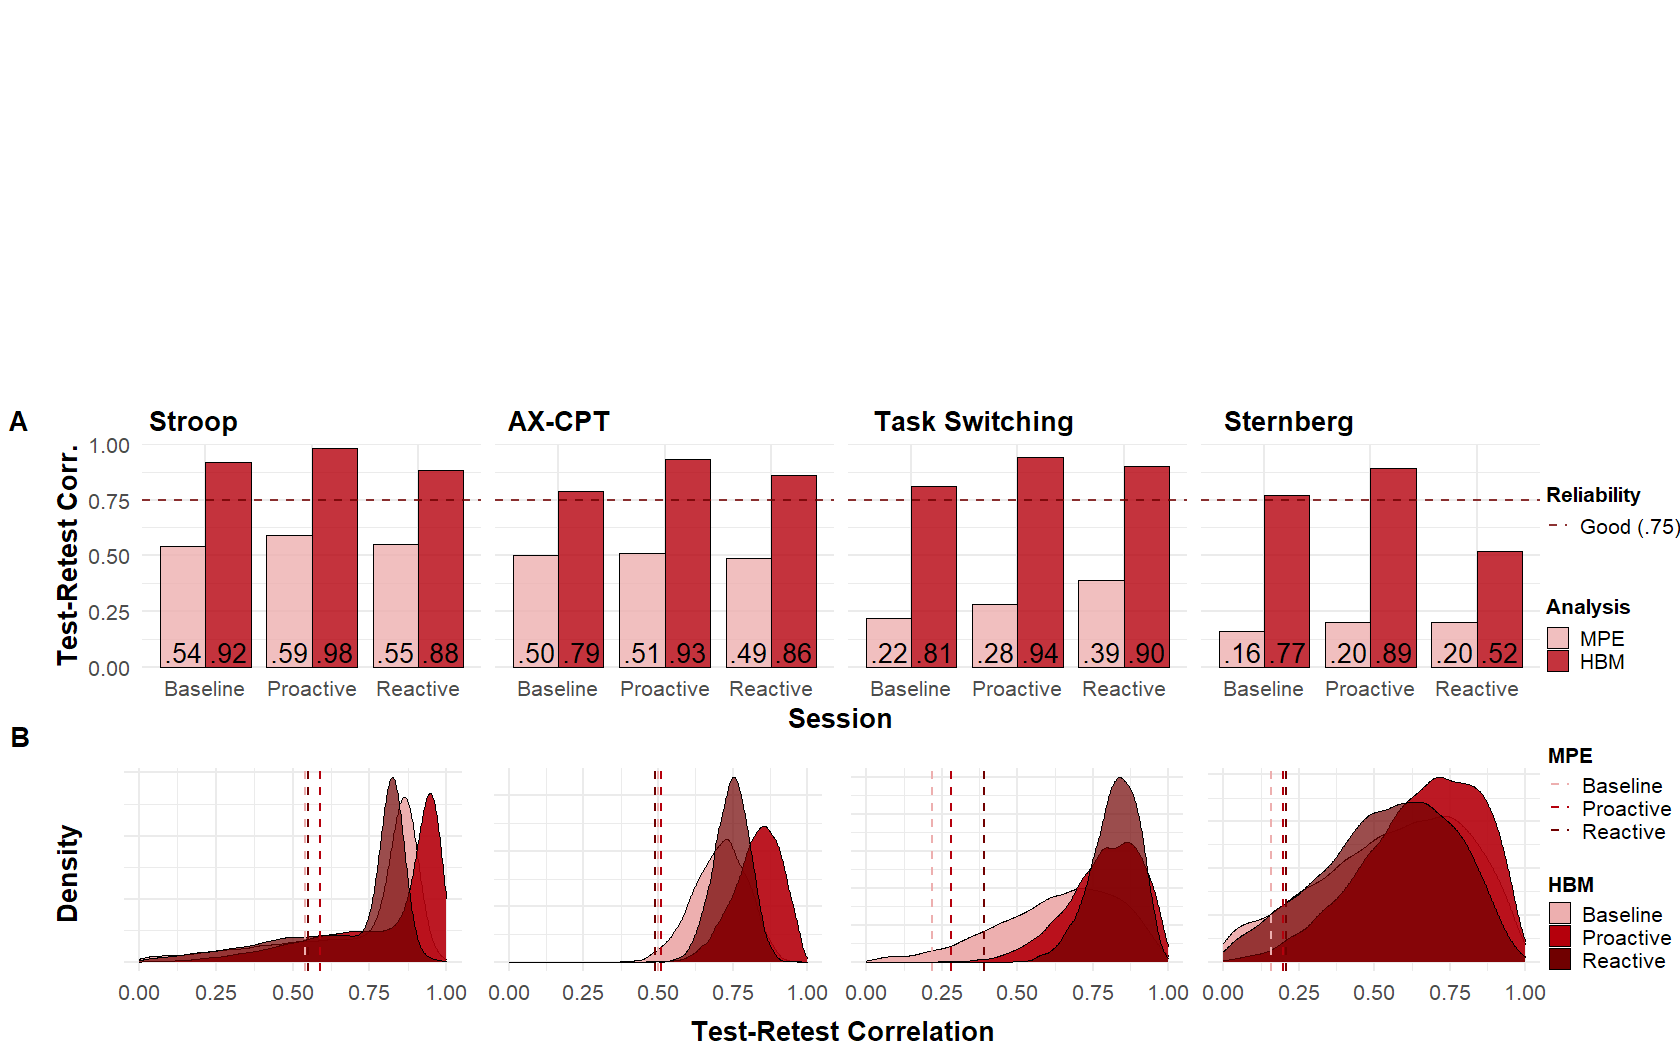 A
Stroop
AX-CPT
Task Switching
Sternberg
Test-Retest Corr.
1.00
0.75
0.50
0.25
0.00
.54 .92 .59 .98 .55 .88
.50 .79 .51 .93 .49 .86
.22 .81 .28 .94 .39 .90
.16 .77 .20 .89 .20 .52
Baseline Proactive Reactive
Baseline Proactive Reactive
Baseline Proactive Reactive
Baseline Proactive Reactive
Session
Reliability
Good (.75)
Analysis
MPE
HBM
B
Density
0.00 0.25 0.50 0.75 1.00
0.00 0.25 0.50 0.75 1.00
0.00 0.25 0.50 0.75 1.00
0.00 0.25 0.50 0.75 1.00
Test-Retest Correlation
MPE
Baseline
Proactive
Reactive
HBM
Baseline
Proactive
Reactive